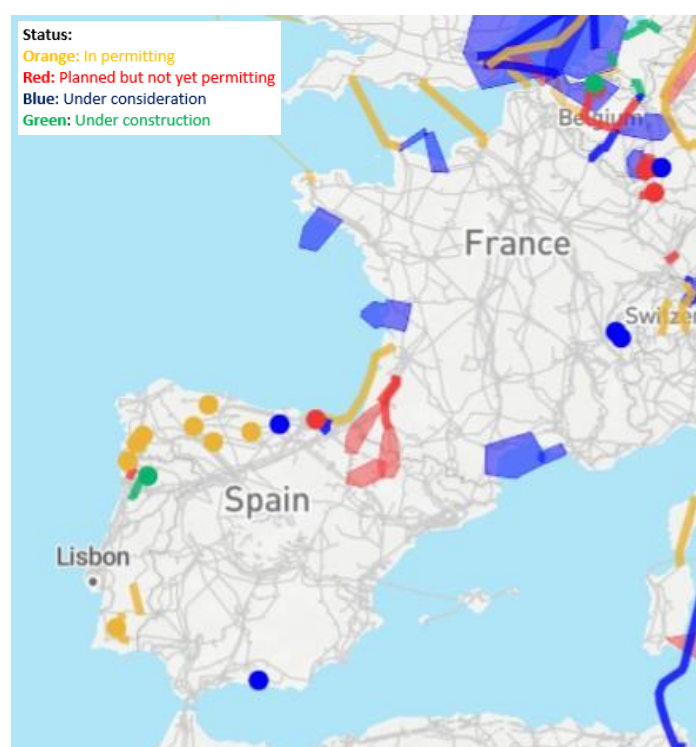 Status:
Orange: In permitting
Red: Planned but not yet permitting
Blue: Under consideration
Green: Under construction
Belgium
France
Switzer
Spain
Lisbon